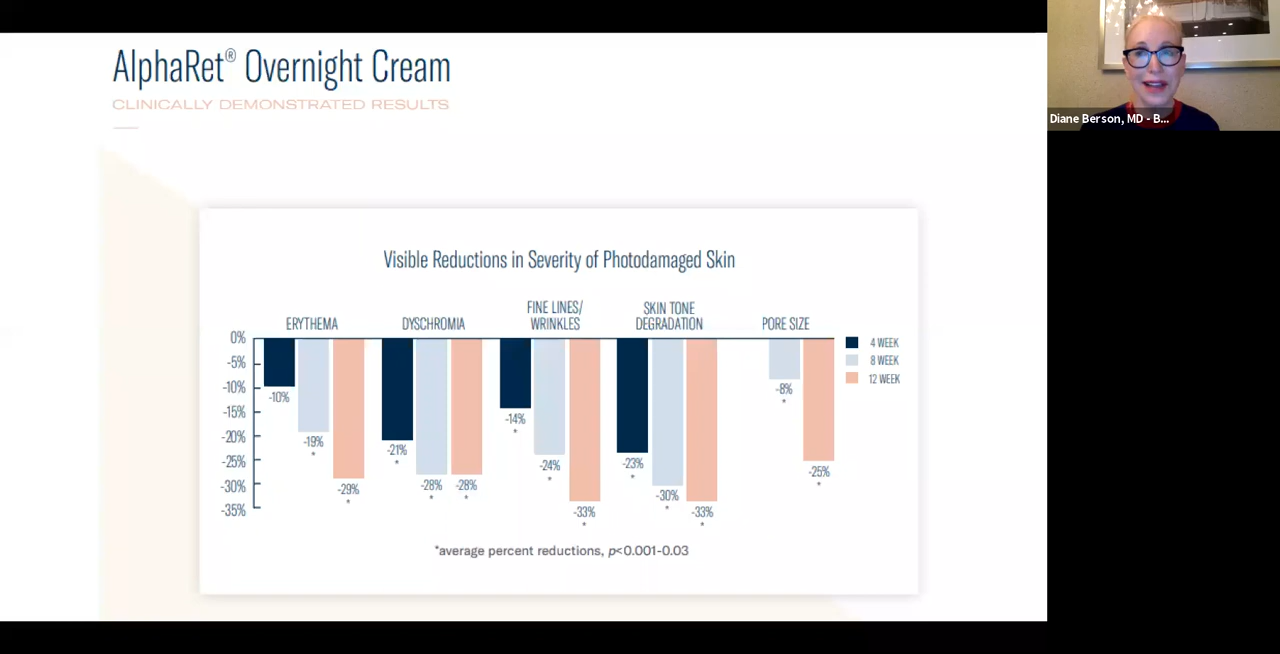 AlphaRet® Overnight Cream
CLINICALLY DEMONSTRATED RESULTS
Diane Berson, MD - B...
Visible Reductions in Severity of Photodamaged Skin
ERYTHEMA
DYSCHROMIA
FINE LINES/
WRINKLES
SKIN TONE
DEGRADATION
PORE SIZE
0%
-5%
-10%
-15%
-20%
-25%
-30%
-35%
-10%
-19%
*
-29%
*
-21%
*
-28%
*
-28%
*
-14%
*
-24%
*
-33%
*
-23%
*
-30%
*
-33%
*
-8%
*
-25%
*
4 WEEK
8 WEEK
12 WEEK
*average percent reductions, p<0.001-0.03